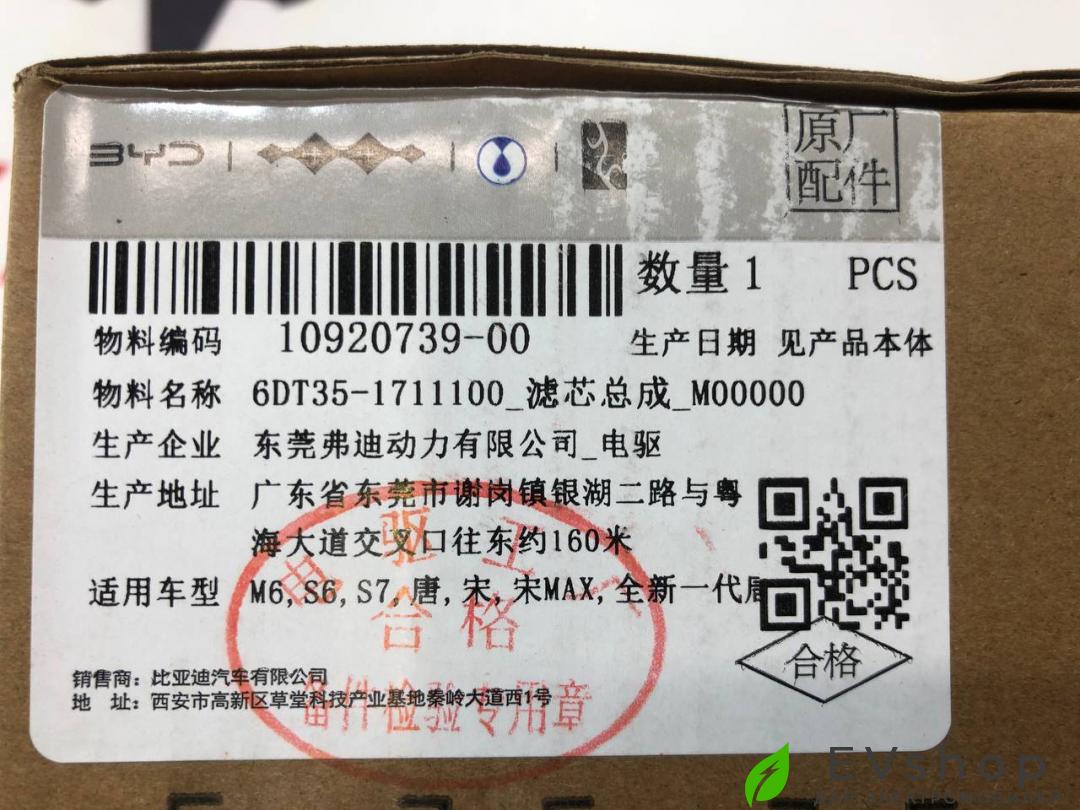 BYD
原厂
配件
数量 1 PCS
物料编码 10920739-00 生产日期 见产品本体
物料名称 6DT35-1711100_滤芯总成_M00000
生产企业 东莞弗迪动力有限公司_电驱
生产地址 广东省东莞市谢岗镇银湖二路与粤
海大道交叉口往东约160米
适用车型 M6,S6,S7,唐,宋,宋MAX,全新一代唐
电驱工厂
合格
备件检验专用章
合格
销售商:比亚迪汽车有限公司
地 址:西安市高新区草堂科技产业基地秦岭大道西1号
EVshop